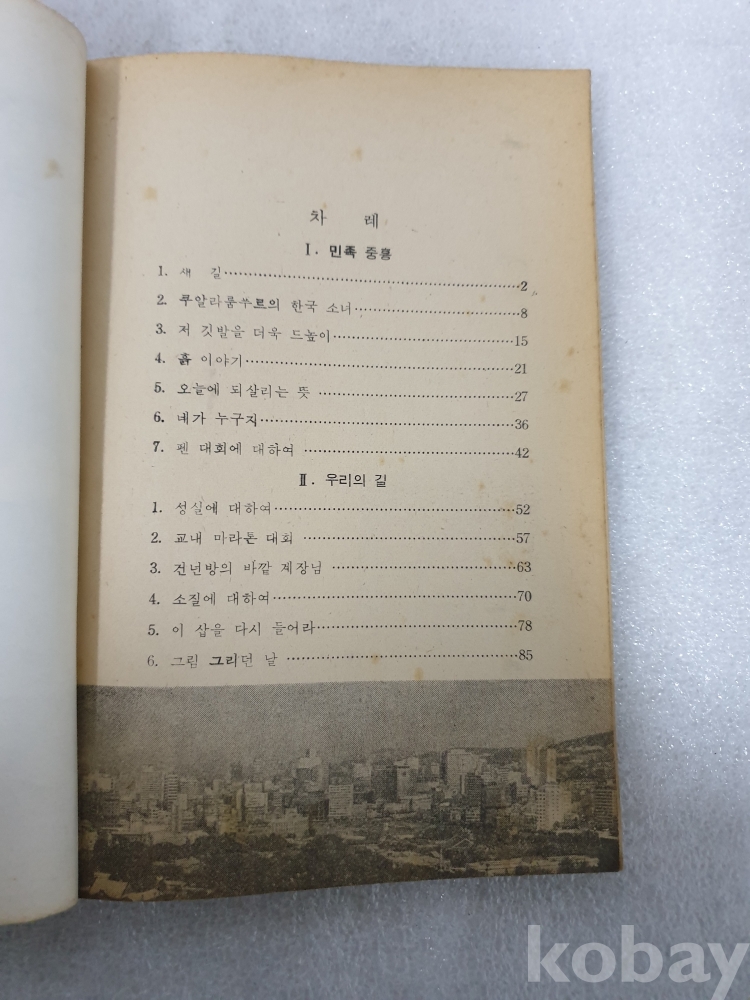 차 례
I. 민족 중흥
1. 새 길……2
2. 쿠알라룸푸르의 한국 소녀……8
3. 저 깃발을 더욱 드높이……15
4. 흙 이야기……21
5. 오늘에 되살리는 뜻……27
6. 네가 누구지……36
7. 펜 대회에 대하여……42
II. 우리의 길
1. 성실에 대하여……52
2. 교내 마라톤 대회……57
3. 건넌방의 바깥 계장님……63
4. 소질에 대하여……70
5. 이 삽을 다시 들어라……78
6. 그림 그리던 날……85
kobay